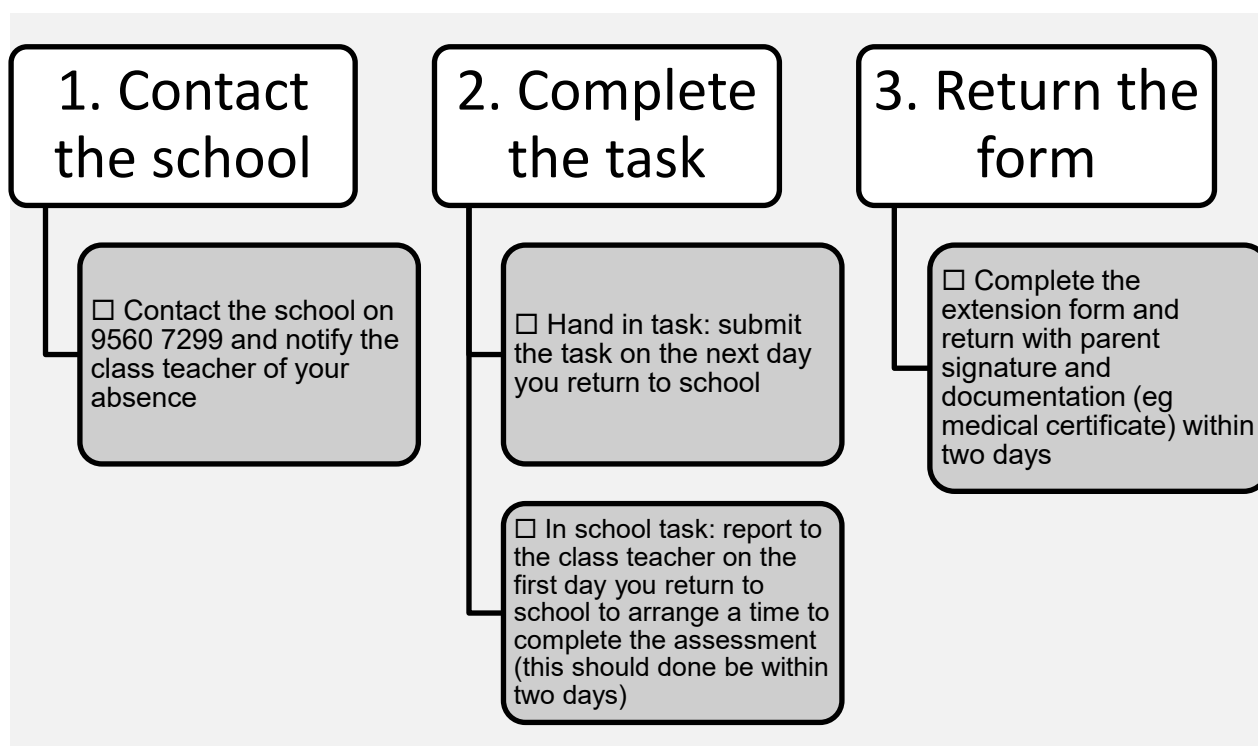 1. Contact
the school
☐ Contact the school on
9560 7299 and notify the
class teacher of your
absence
2. Complete
the task
☐ Hand in task: submit
the task on the next day
you return to school
☐ In school task: report to
the class teacher on the
first day you return to
school to arrange a time to
complete the assessment
(this should done be within
two days)
3. Return the
form
☐ Complete the
extension form and
return with parent
signature and
documentation (eg
medical certificate) within
two days